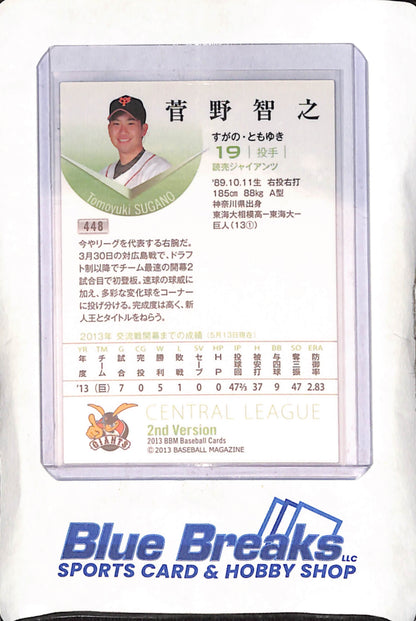 菅野智之
すがの・ともゆき
19 | 投手 |
読売ジャイアンツ
'89.10.11生 右投右打
185cm 88kg A型
神奈川県出身
東海大相模高ー東海大ー
巨人(13①)
Tomoyuki SUGANO
448
今やリーグを代表する右腕だ。
3月30日の対広島戦で、ドラフ
ト制以降でチーム最速の開幕2
試合目で初登板。速球の球威に
加え、多彩な変化球をコーナー
に投げ分ける。完成度は高く、新
人王とタイトルをねらう。
2013年 交流戦開幕までの成績 (5月13日現在)
YR TM G CG W L SV HP IP H BB SO ERA
年度 チーム 試合 完投 勝利 敗戦 セーブ HP 投球回 被安打 与四球 奪三振 防御率
'13 (巨) 7 0 5 1 0 0 47⅔ 37 9 47 2.83
GIANTS
CENTRAL LEAGUE
2nd Version
2013 BBM Baseball Cards
©2013 BASEBALL MAGAZINE
Blue Breaks LLC
SPORTS CARD & HOBBY SHOP